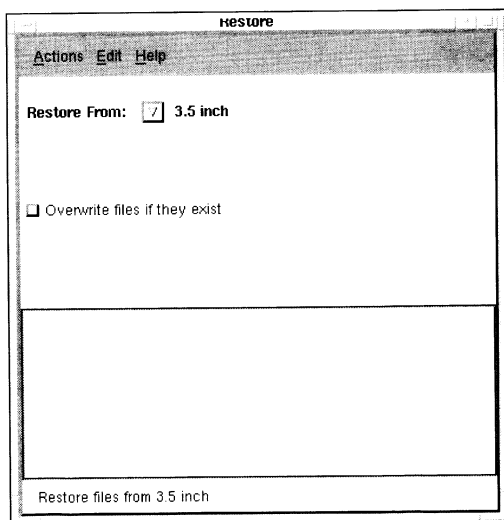 Restore
Actions Edit Help
Restore From: 3.5 inch
Overwrite files if they exist
Restore files from 3.5 inch